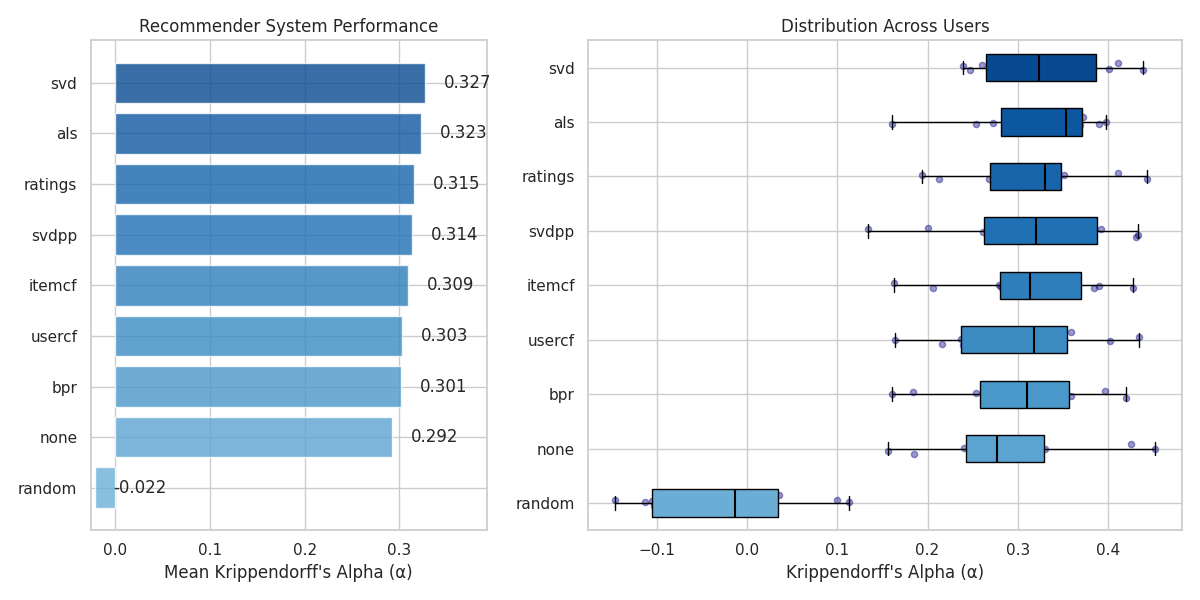 Recommender System Performance
svd
0.327
als
0.323
ratings
0.315
svdpp
0.314
itemcf
0.309
usercf
0.303
bpr
0.301
none
0.292
random
-0.022
0.0 0.1 0.2 0.3
Mean Krippendorff's Alpha (α)
Distribution Across Users
svd
als
ratings
svdpp
itemcf
usercf
bpr
none
random
−0.1 0.0 0.1 0.2 0.3 0.4
Krippendorff's Alpha (α)